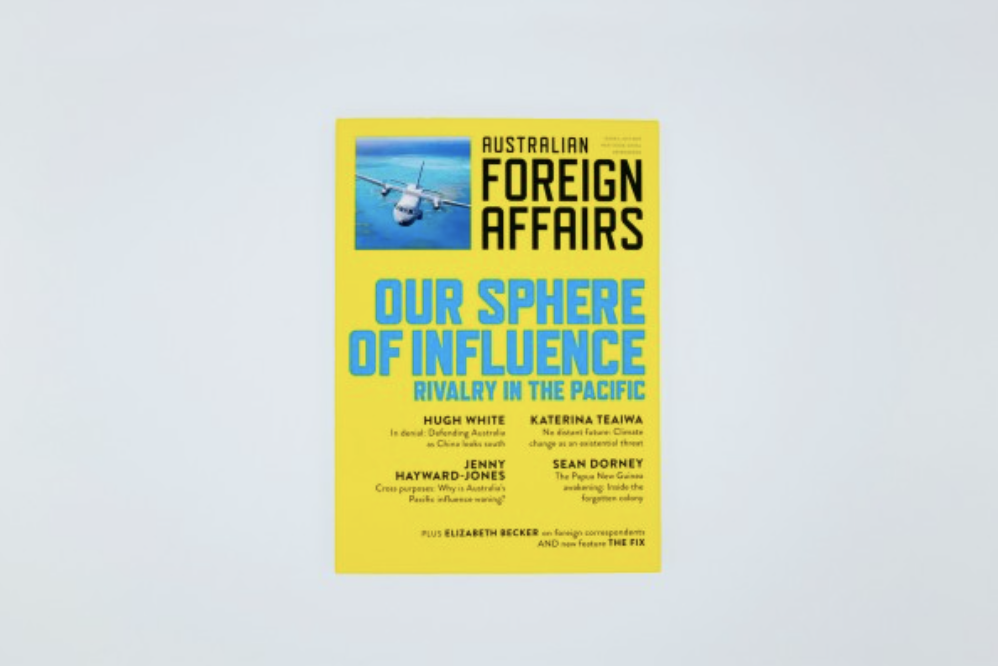 AUSTRALIAN
FOREIGN
AFFAIRS
OUR SPHERE
OF INFLUENCE
RIVALRY IN THE PACIFIC
HUGH WHITE
In denial: Defending Australia
as China looks south
KATERINA TEAIWA
No distant future: Climate
change as an existential threat
JENNY
HAYWARD-JONES
Cross purposes: Why is Australia's
Pacific influence waning?
SEAN DORNEY
The Papua New Guinea
awakening: Inside the
forgotten colony
PLUS ELIZABETH BECKER on foreign correspondents
AND new feature THE FIX